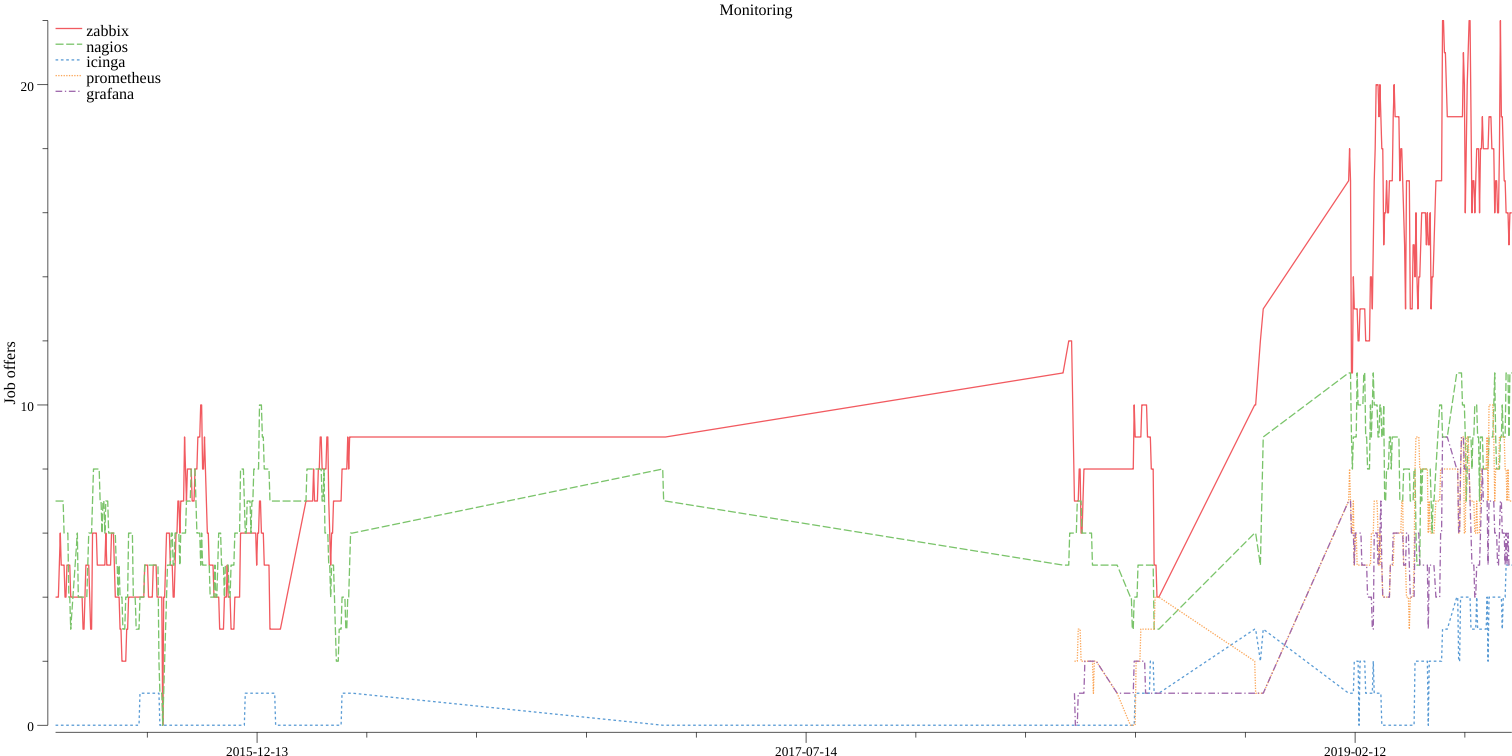 Monitoring
zabbix
nagios
icinga
prometheus
grafana
Job offers
20
10
0
2015-12-13
2017-07-14
2019-02-12